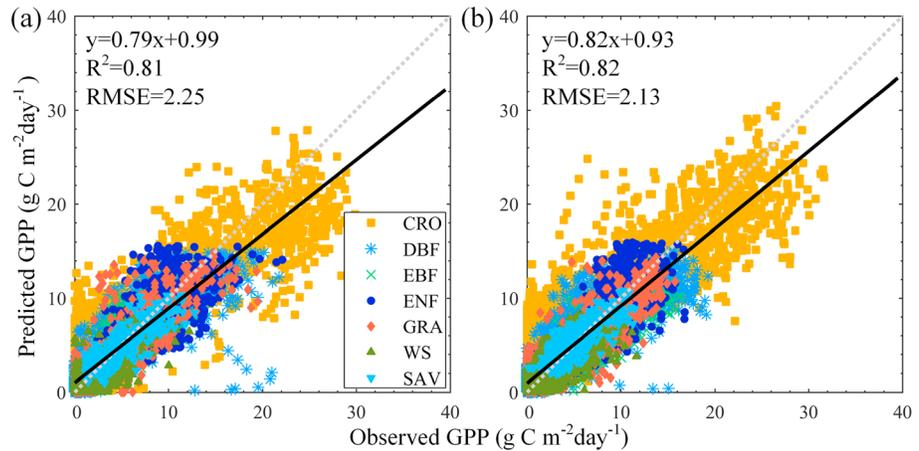 (a)
y=0.79x+0.99
R²=0.81
RMSE=2.25
40
30
20
10
0
0 10 20 30 40
CRO
DBF
EBF
ENF
GRA
WS
SAV
(b)
y=0.82x+0.93
R²=0.82
RMSE=2.13
40
30
20
10
0
0 10 20 30 40
Predicted GPP (g C m⁻²day⁻¹)
Observed GPP (g C m⁻²day⁻¹)